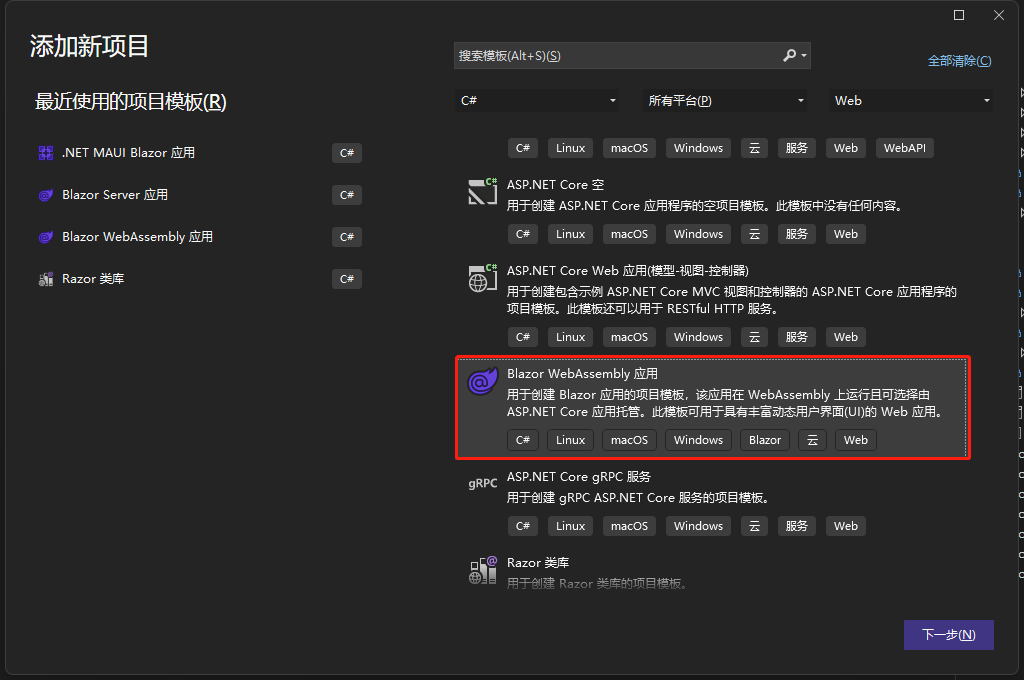 添加新项目
搜索模板(Alt+S)(S)
全部清除(C)
最近使用的项目模板(R)
C#
所有平台(P)
Web
.NET MAUI Blazor 应用
C#
Blazor Server 应用
C#
Blazor WebAssembly 应用
C#
Razor 类库
C#
C# Linux macOS Windows 云 服务 Web WebAPI
C#
ASP.NET Core 空
用于创建 ASP.NET Core 应用程序的空项目模板。此模板中没有任何内容。
C# Linux macOS Windows 云 服务 Web
C#
ASP.NET Core Web 应用(模型-视图-控制器)
用于创建包含示例 ASP.NET Core MVC 视图和控制器的 ASP.NET Core 应用程序的
项目模板。此模板还可以用于 RESTful HTTP 服务。
C# Linux macOS Windows 云 服务 Web
Blazor WebAssembly 应用
用于创建 Blazor 应用的项目模板，该应用在 WebAssembly 上运行且可选择由
ASP.NET Core 应用托管。此模板可用于具有丰富动态用户界面(UI)的 Web 应用。
C# Linux macOS Windows Blazor 云 Web
gRPC
ASP.NET Core gRPC 服务
用于创建 gRPC ASP.NET Core 服务的项目模板。
C# Linux macOS Windows 云 服务 Web
Razor 类库
用于创建 Razor 类库的项目模板。
下一步(N)